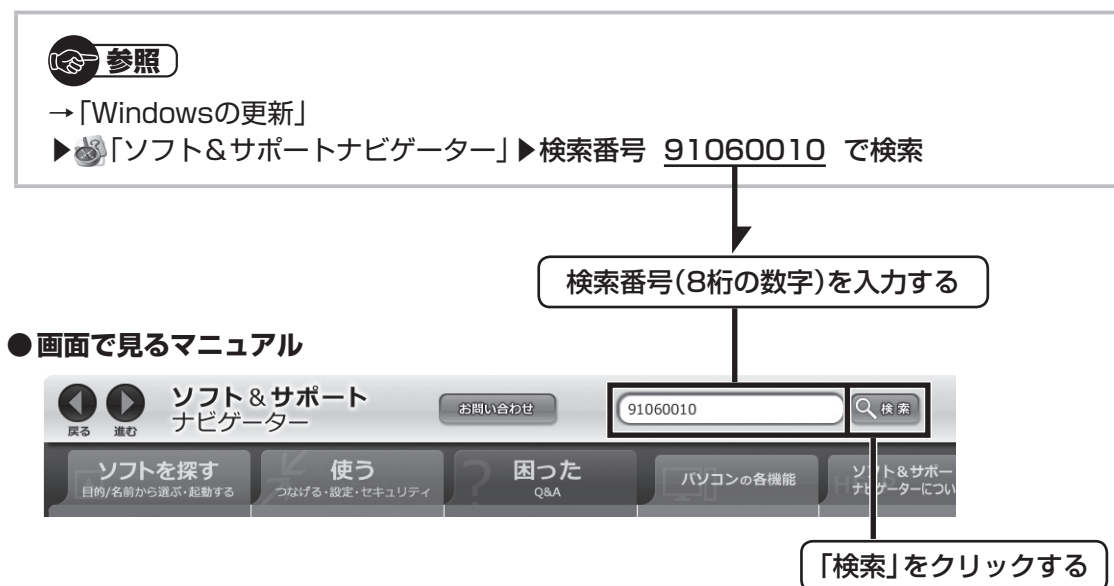 参照
→「Windowsの更新」
▶「ソフト&サポートナビゲーター」▶検索番号 91060010 で検索
検索番号(8桁の数字)を入力する
●画面で見るマニュアル
戻る 進む
ソフト&サポート
ナビゲーター
お問い合わせ
91060010
検索
ソフトを探す
目的/名前から選ぶ・起動する
使う
つなげる・設定・セキュリティ
困った
Q&A
パソコンの各機能
ソフト&サポー
ナビゲーターについ
「検索」をクリックする